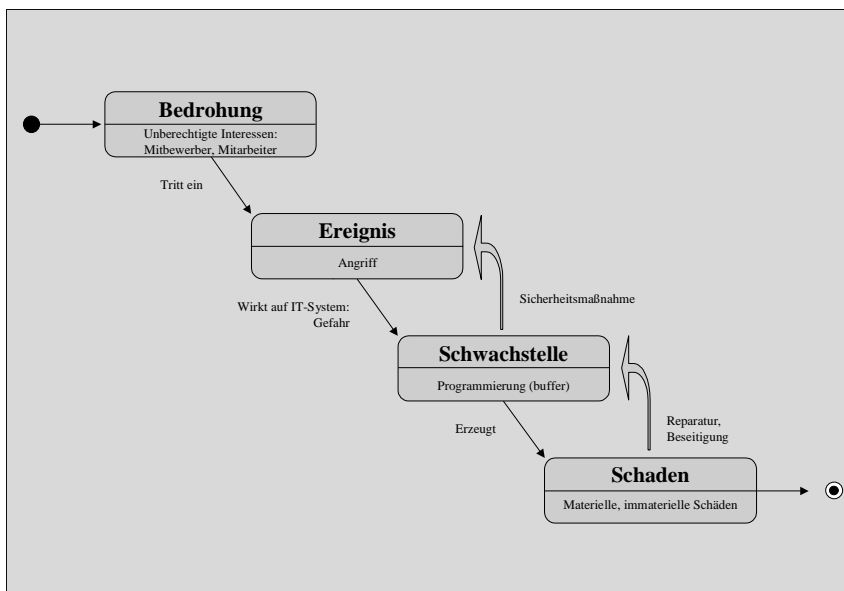 Bedrohung
Unberechtigte Interessen:
Mitbewerber, Mitarbeiter
Tritt ein
Ereignis
Angriff
Wirkt auf IT-System:
Gefahr
Sicherheitsmaßnahme
Schwachstelle
Programmierung (buffer)
Erzeugt
Reparatur,
Beseitigung
Schaden
Materielle, immaterielle Schäden